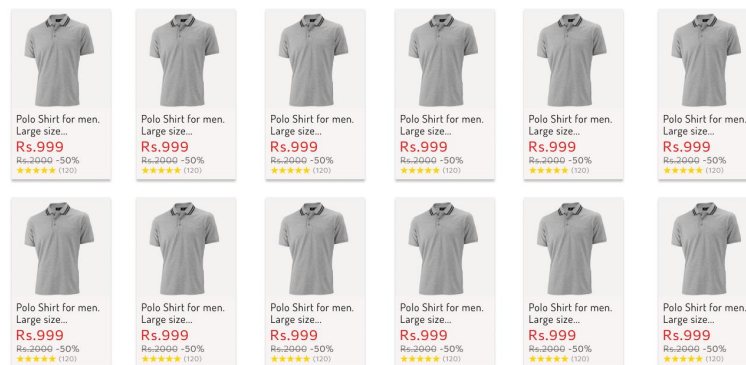 Polo Shirt for men.
Large size...
Rs.999
Rs.2000 -50%
★★★★★ (120)
Polo Shirt for men.
Large size...
Rs.999
Rs.2000 -50%
★★★★★ (120)
Polo Shirt for men.
Large size...
Rs.999
Rs.2000 -50%
★★★★★ (120)
Polo Shirt for men.
Large size...
Rs.999
Rs.2000 -50%
★★★★★ (120)
Polo Shirt for men.
Large size...
Rs.999
Rs.2000 -50%
★★★★★ (120)
Polo Shirt for men.
Large size...
Rs.999
Rs.2000 -50%
★★★★★ (120)
Polo Shirt for men.
Large size...
Rs.999
Rs.2000 -50%
★★★★★ (120)
Polo Shirt for men.
Large size...
Rs.999
Rs.2000 -50%
★★★★★ (120)
Polo Shirt for men.
Large size...
Rs.999
Rs.2000 -50%
★★★★★ (120)
Polo Shirt for men.
Large size...
Rs.999
Rs.2000 -50%
★★★★★ (120)
Polo Shirt for men.
Large size...
Rs.999
Rs.2000 -50%
★★★★★ (120)
Polo Shirt for men.
Large size...
Rs.999
Rs.2000 -50%
★★★★★ (120)